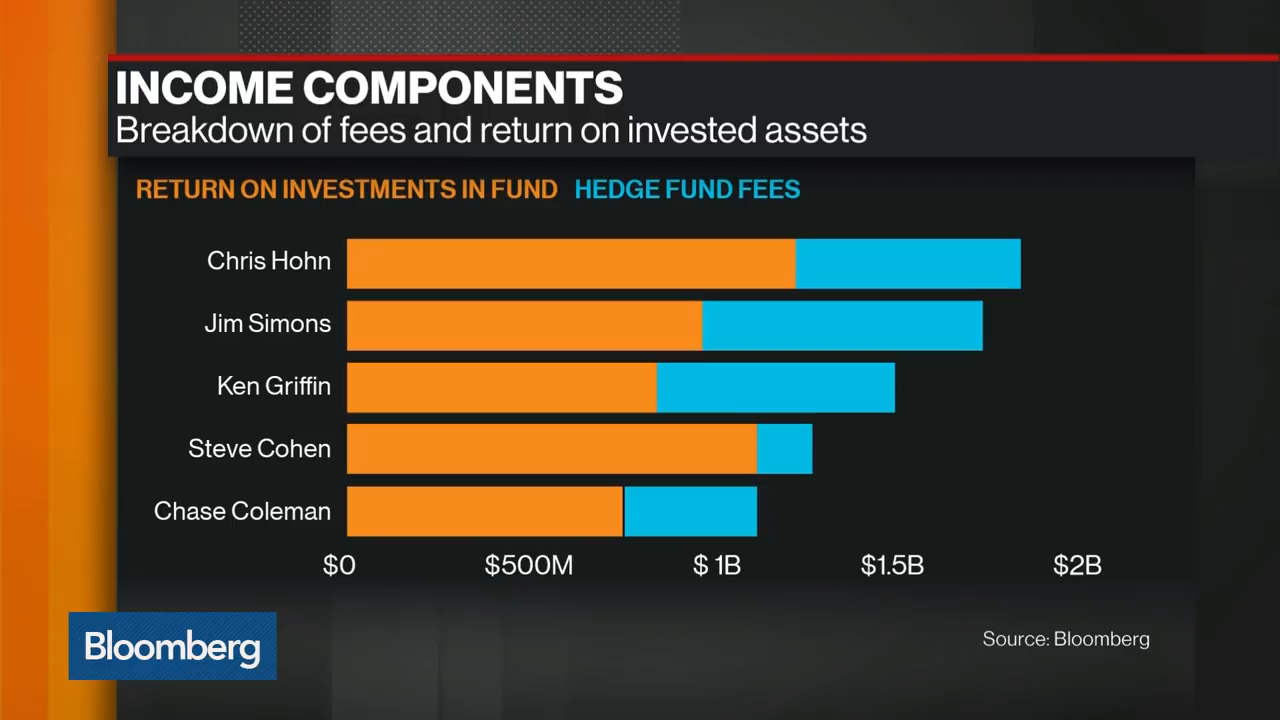 INCOME COMPONENTS
Breakdown of fees and return on invested assets
RETURN ON INVESTMENTS IN FUND HEDGE FUND FEES
Chris Hohn
Jim Simons
Ken Griffin
Steve Cohen
Chase Coleman
$0 $500M $ 1B $1.5B $2B
Bloomberg
Source: Bloomberg